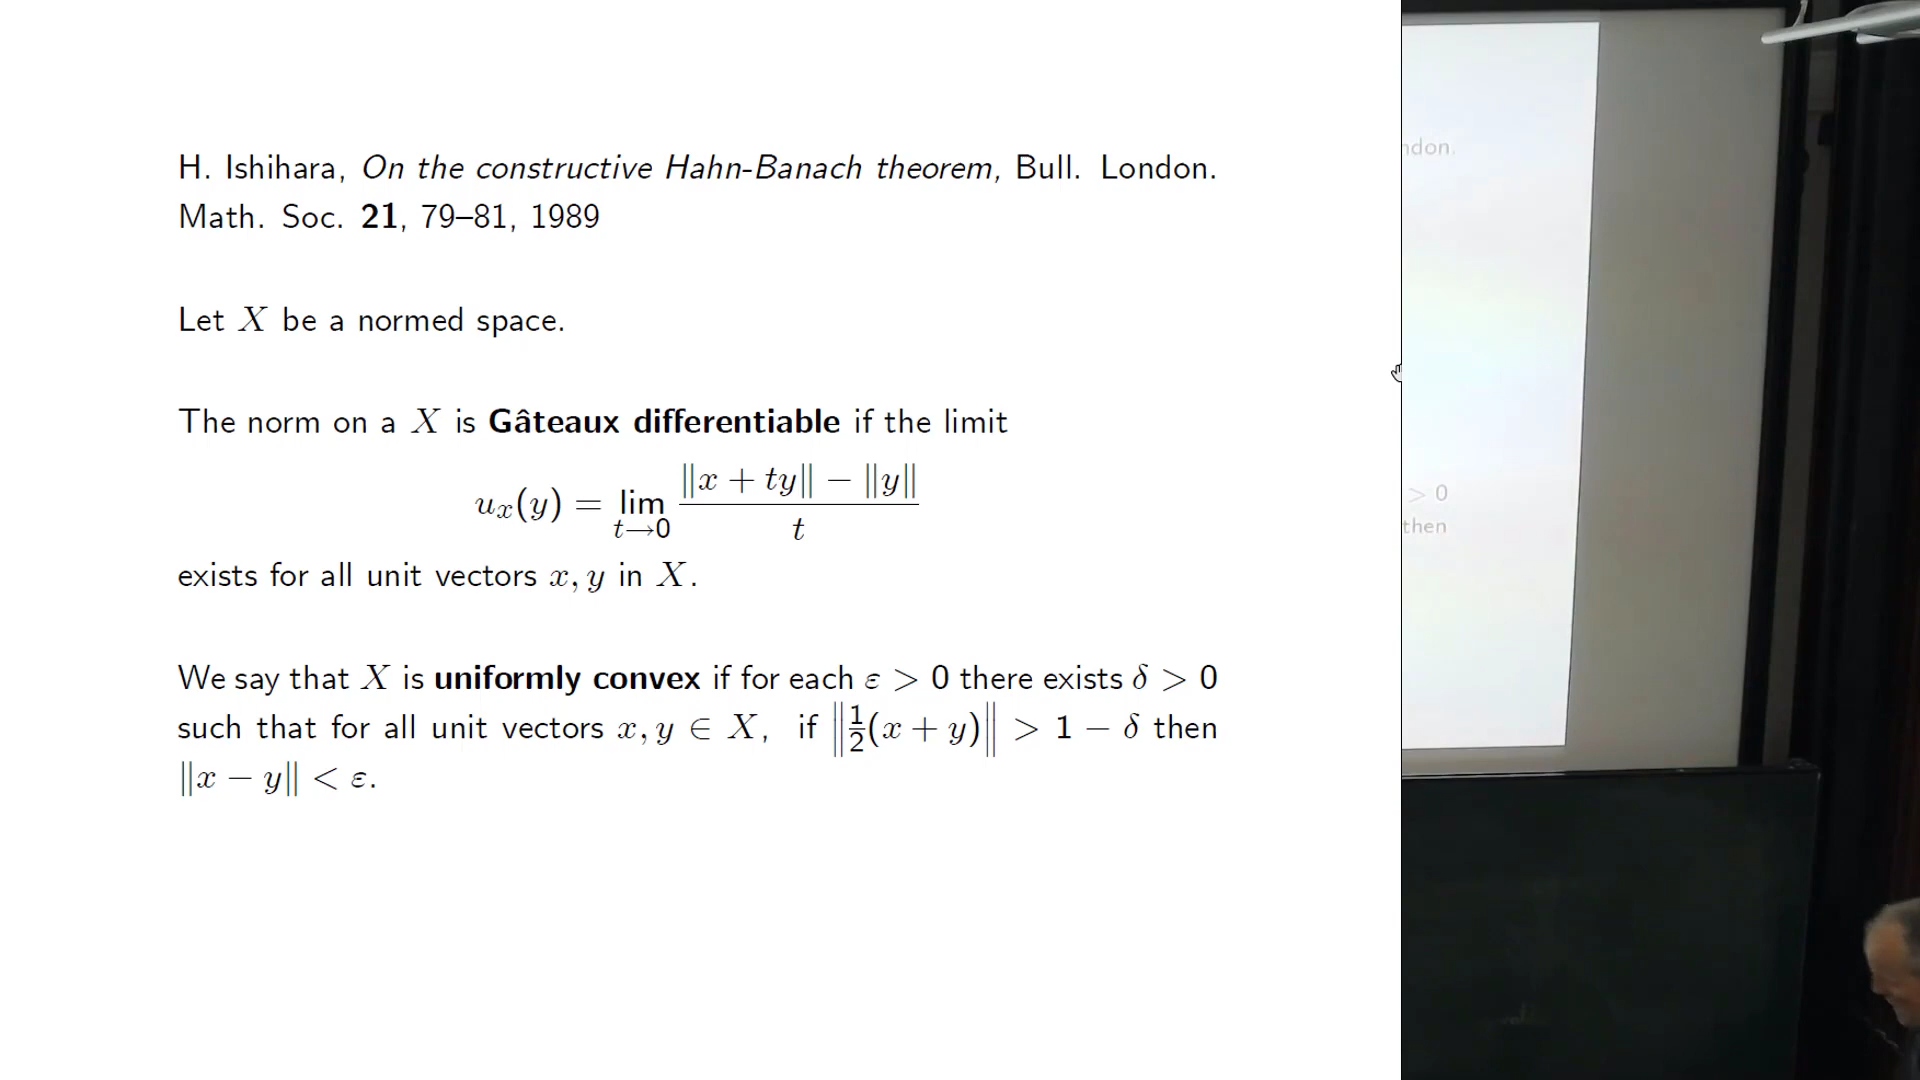 H. Ishihara, On the constructive Hahn-Banach theorem, Bull. London.
Math. Soc. 21, 79–81, 1989
Let X be a normed space.
The norm on a X is Gâteaux differentiable if the limit
u_x(y) = lim_{t→0} (‖x + ty‖ − ‖y‖) / t
exists for all unit vectors x, y in X.
We say that X is uniformly convex if for each ε > 0 there exists δ > 0
such that for all unit vectors x, y ∈ X, if ‖½(x + y)‖ > 1 − δ then
‖x − y‖ < ε.
ndon.
> 0
then